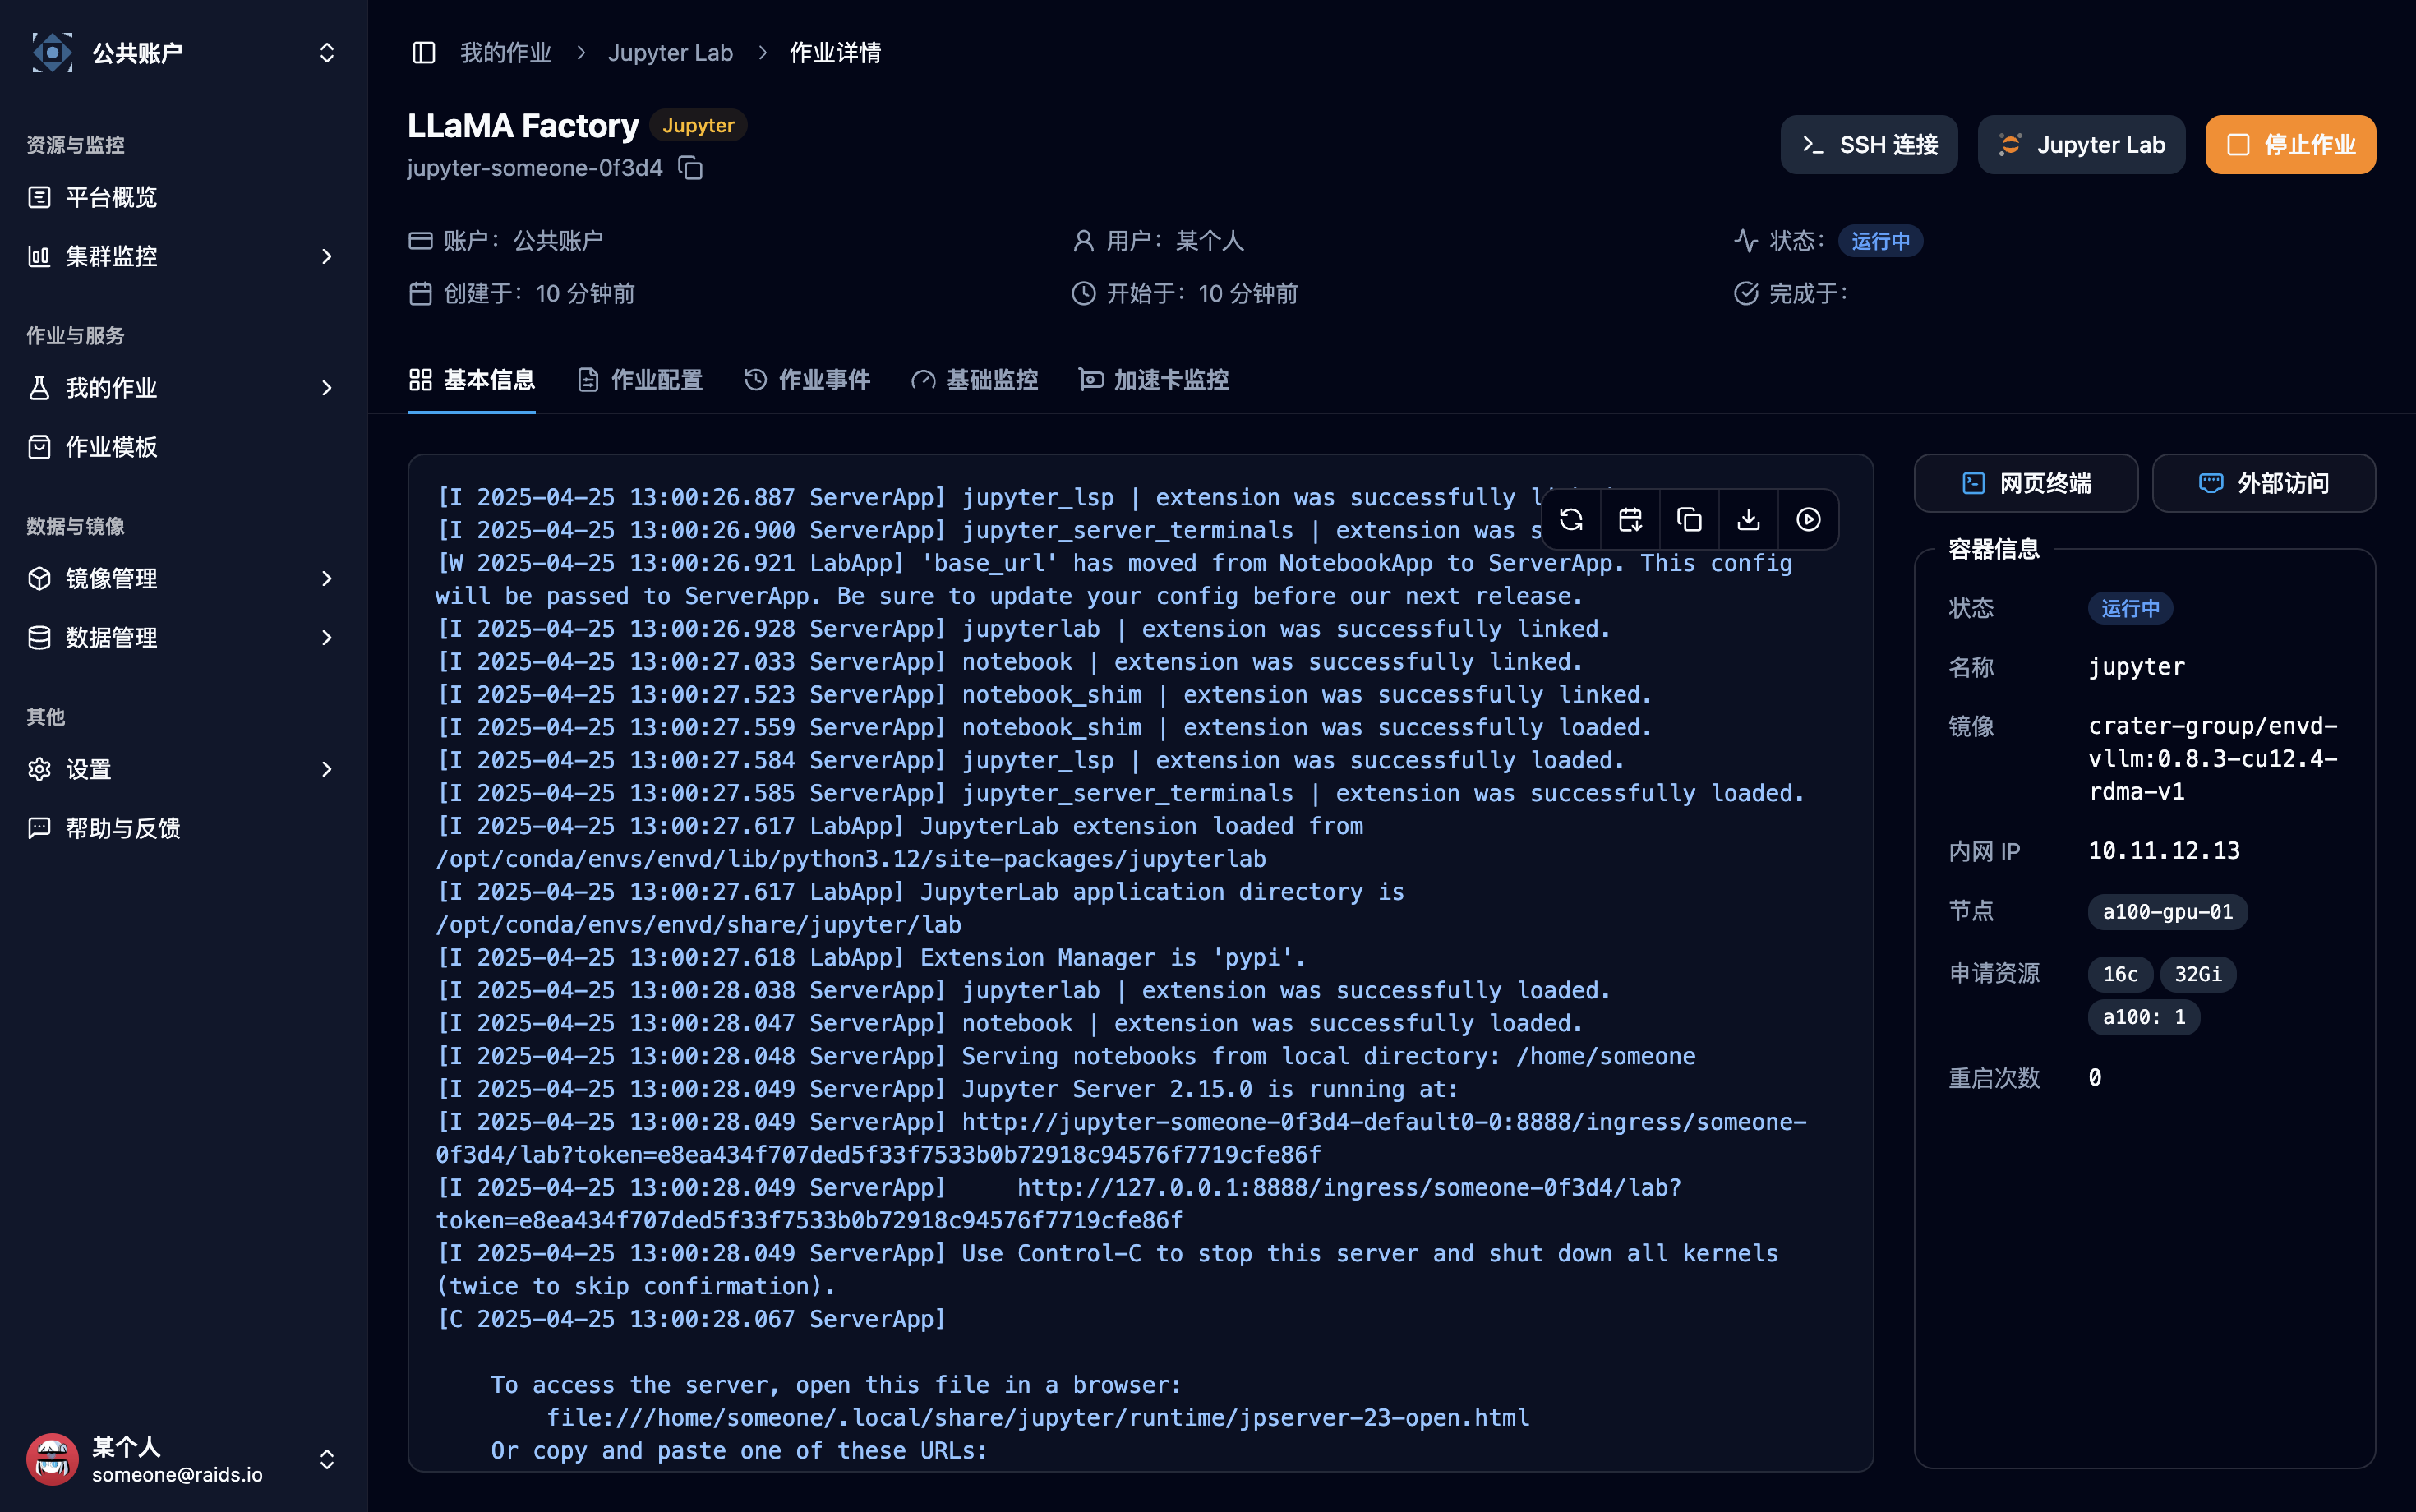 公共账户
资源与监控
平台概览
集群监控
作业与服务
我的作业
作业模板
数据与镜像
镜像管理
数据管理
其他
设置
帮助与反馈
某个人
someone@raids.io
我的作业 > Jupyter Lab > 作业详情
LLaMA Factory Jupyter
jupyter-someone-0f3d4
SSH 连接
Jupyter Lab
停止作业
账户：公共账户
用户：某个人
状态：运行中
创建于：10 分钟前
开始于：10 分钟前
完成于：
基本信息
作业配置
作业事件
基础监控
加速卡监控
[I 2025-04-25 13:00:26.887 ServerApp] jupyter_lsp | extension was successfully
[I 2025-04-25 13:00:26.900 ServerApp] jupyter_server_terminals | extension was s
[W 2025-04-25 13:00:26.921 LabApp] 'base_url' has moved from NotebookApp to ServerApp. This config
will be passed to ServerApp. Be sure to update your config before our next release.
[I 2025-04-25 13:00:26.928 ServerApp] jupyterlab | extension was successfully linked.
[I 2025-04-25 13:00:27.033 ServerApp] notebook | extension was successfully linked.
[I 2025-04-25 13:00:27.523 ServerApp] notebook_shim | extension was successfully linked.
[I 2025-04-25 13:00:27.559 ServerApp] notebook_shim | extension was successfully loaded.
[I 2025-04-25 13:00:27.584 ServerApp] jupyter_lsp | extension was successfully loaded.
[I 2025-04-25 13:00:27.585 ServerApp] jupyter_server_terminals | extension was successfully loaded.
[I 2025-04-25 13:00:27.617 LabApp] JupyterLab extension loaded from
/opt/conda/envs/envd/lib/python3.12/site-packages/jupyterlab
[I 2025-04-25 13:00:27.617 LabApp] JupyterLab application directory is
/opt/conda/envs/envd/share/jupyter/lab
[I 2025-04-25 13:00:27.618 LabApp] Extension Manager is 'pypi'.
[I 2025-04-25 13:00:28.038 ServerApp] jupyterlab | extension was successfully loaded.
[I 2025-04-25 13:00:28.047 ServerApp] notebook | extension was successfully loaded.
[I 2025-04-25 13:00:28.048 ServerApp] Serving notebooks from local directory: /home/someone
[I 2025-04-25 13:00:28.049 ServerApp] Jupyter Server 2.15.0 is running at:
[I 2025-04-25 13:00:28.049 ServerApp] http://jupyter-someone-0f3d4-default0-0:8888/ingress/someone-
0f3d4/lab?token=e8ea434f707ded5f33f7533b0b72918c94576f7719cfe86f
[I 2025-04-25 13:00:28.049 ServerApp]     http://127.0.0.1:8888/ingress/someone-0f3d4/lab?
token=e8ea434f707ded5f33f7533b0b72918c94576f7719cfe86f
[I 2025-04-25 13:00:28.049 ServerApp] Use Control-C to stop this server and shut down all kernels
(twice to skip confirmation).
[C 2025-04-25 13:00:28.067 ServerApp]
To access the server, open this file in a browser:
file:///home/someone/.local/share/jupyter/runtime/jpserver-23-open.html
Or copy and paste one of these URLs:
网页终端
外部访问
容器信息
状态 运行中
名称 jupyter
镜像 crater-group/envd-
vllm:0.8.3-cu12.4-
rdma-v1
内网 IP 10.11.12.13
节点 a100-gpu-01
申请资源 16c 32Gi
a100: 1
重启次数 0